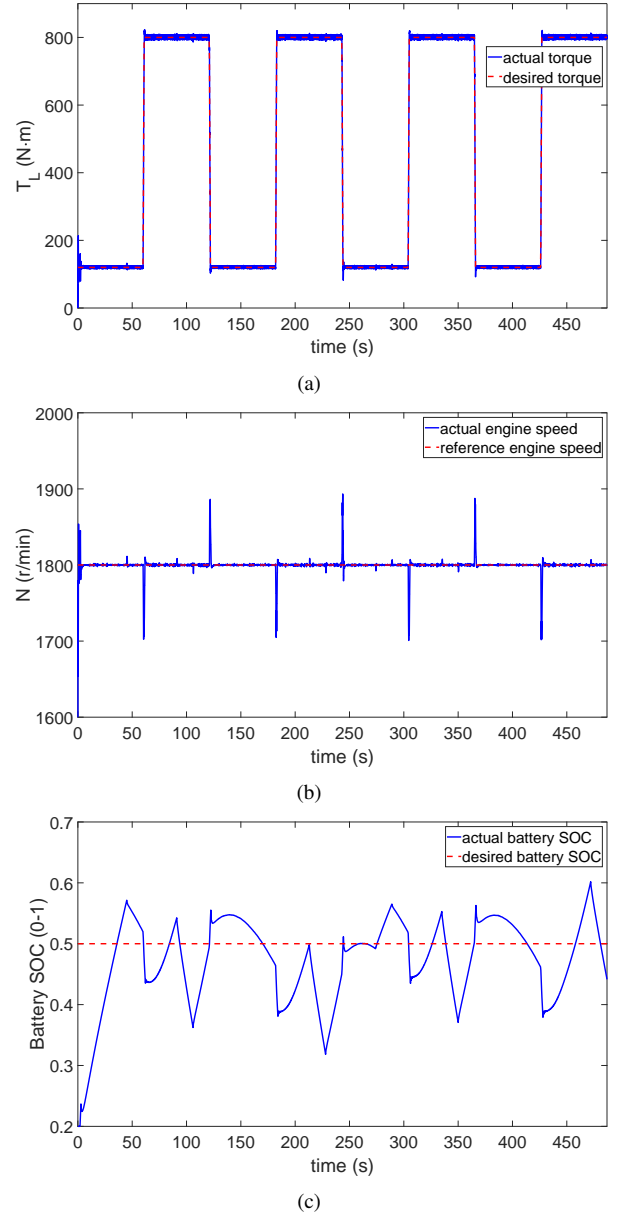 800
600
400
200
0
T_L (N·m)
actual torque
desired torque
0 50 100 150 200 250 300 350 400 450
time (s)
(a)
2000
1900
1800
1700
1600
N (r/min)
actual engine speed
reference engine speed
0 50 100 150 200 250 300 350 400 450
time (s)
(b)
0.7
0.6
0.5
0.4
0.3
0.2
Battery SOC (0-1)
actual battery SOC
desired battery SOC
0 50 100 150 200 250 300 350 400 450
time (s)
(c)